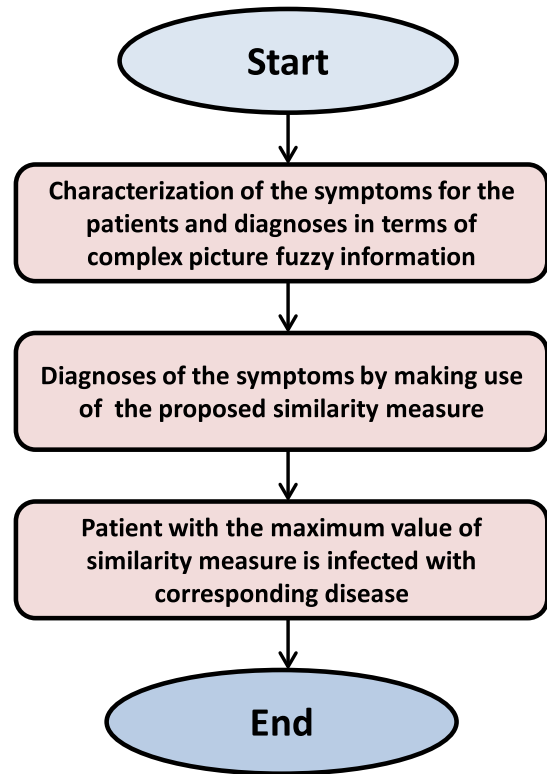 Start
Characterization of the symptoms for the
patients and diagnoses in terms of
complex picture fuzzy information
Diagnoses of the symptoms by making use
of the proposed similarity measure
Patient with the maximum value of
similarity measure is infected with
corresponding disease
End